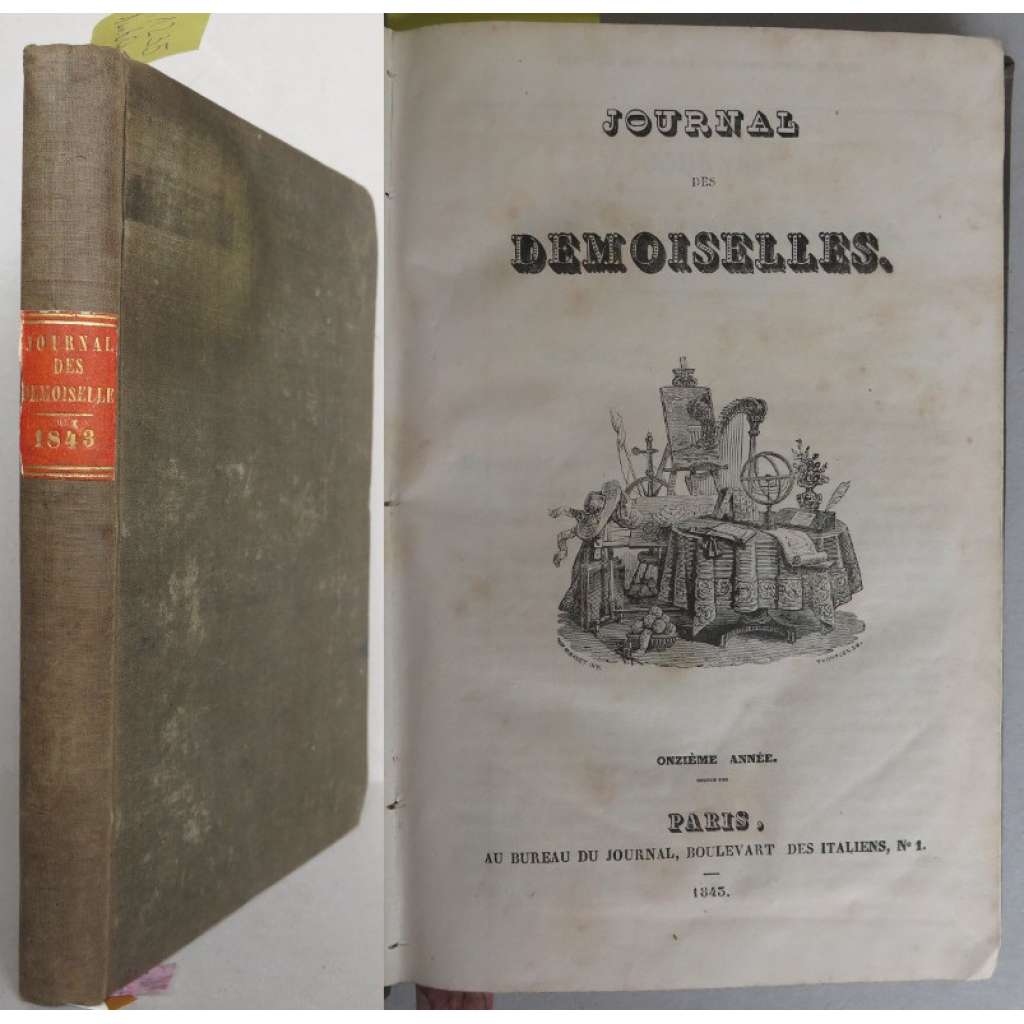 JOURNAL
DES
DEMOISELLE
1843
JOURNAL
DES
DEMOISELLES.
ONZIÈME ANNÉE.
PARIS,
AU BUREAU DU JOURNAL, BOULEVART DES ITALIENS, No 1.
1843.